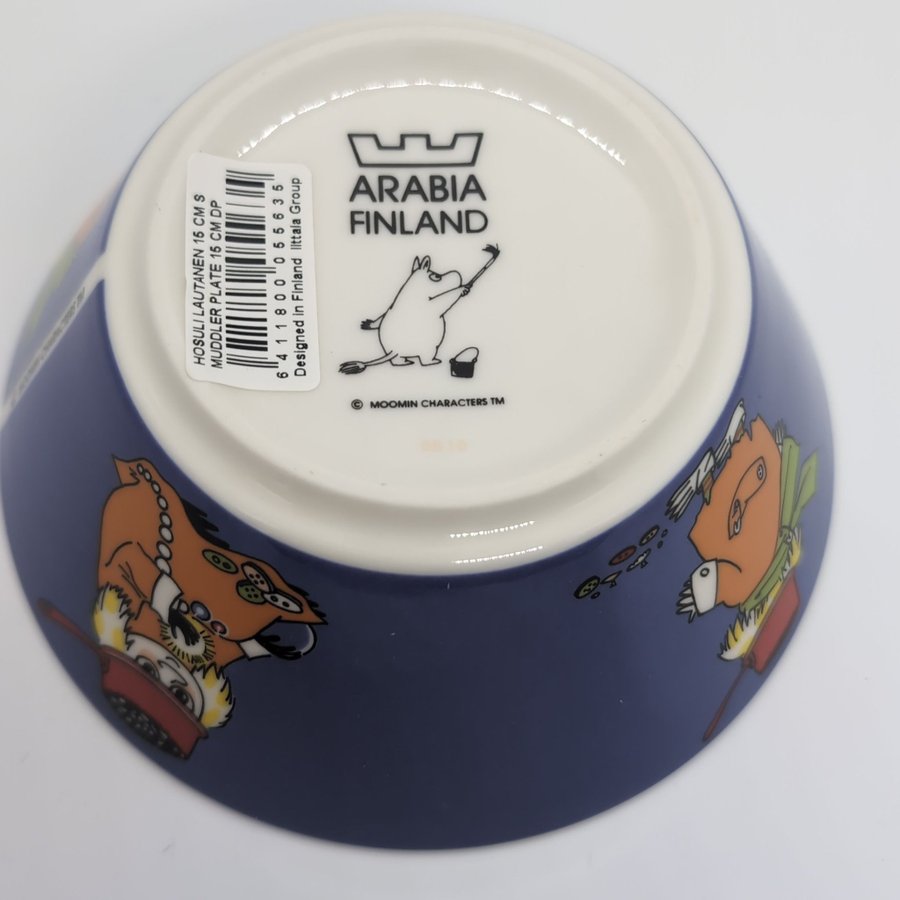 ARABIA
FINLAND
© MOOMIN CHARACTERS TM
HOSULI LAUTANEN 15 CM S
MUDDLER PLATE 15 CM DP
6 411800 055635
Designed in Finland Iittala Group